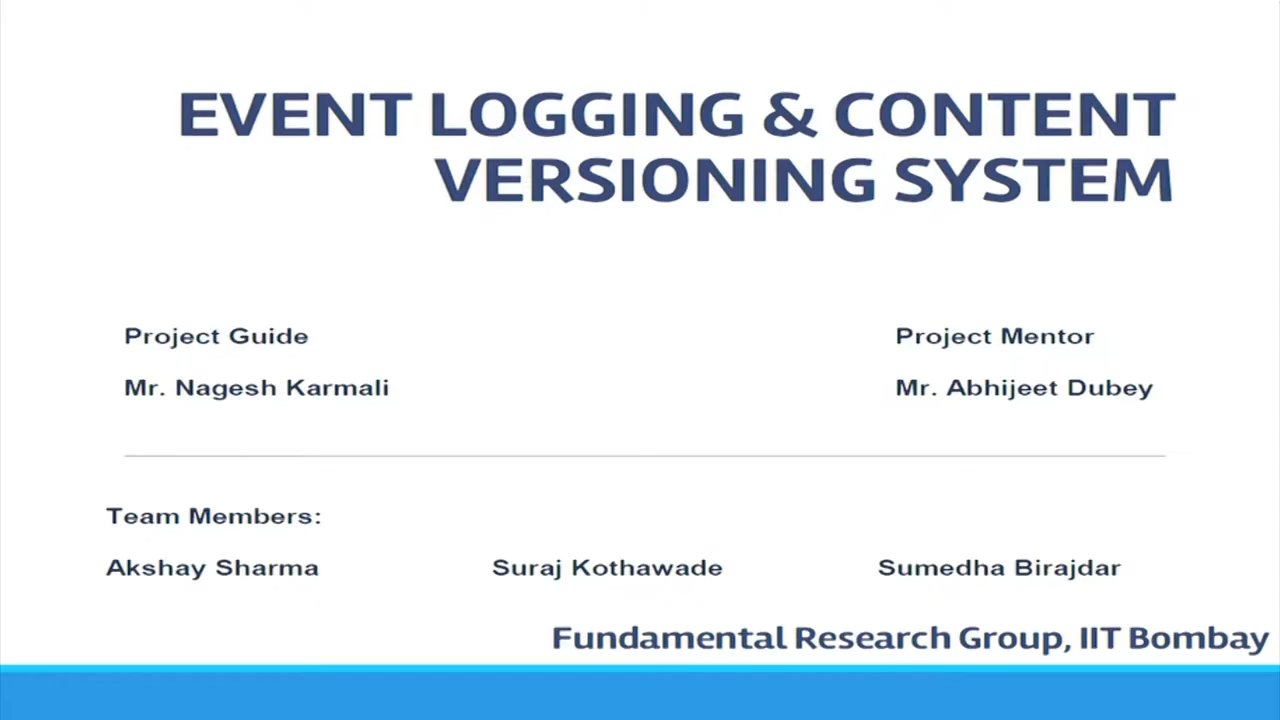 EVENT LOGGING & CONTENT
VERSIONING SYSTEM
Project Guide
Mr. Nagesh Karmali
Project Mentor
Mr. Abhijeet Dubey
Team Members:
Akshay Sharma Suraj Kothawade Sumedha Birajdar
Fundamental Research Group, IIT Bombay